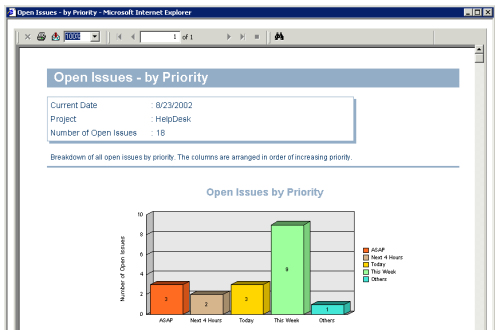 Open Issues - by Priority - Microsoft Internet Explorer
100%
1 of 1
Open Issues - by Priority
Current Date : 8/23/2002
Project : HelpDesk
Number of Open Issues : 18
Breakdown of all open issues by priority. The columns are arranged in order of increasing priority.
Open Issues by Priority
Number of Open Issues
10
8
6
4
2
0
3
2
3
9
1
ASAP
Next 4 Hours
Today
This Week
Others
ASAP
Next 4 Hours
Today
This Week
Others